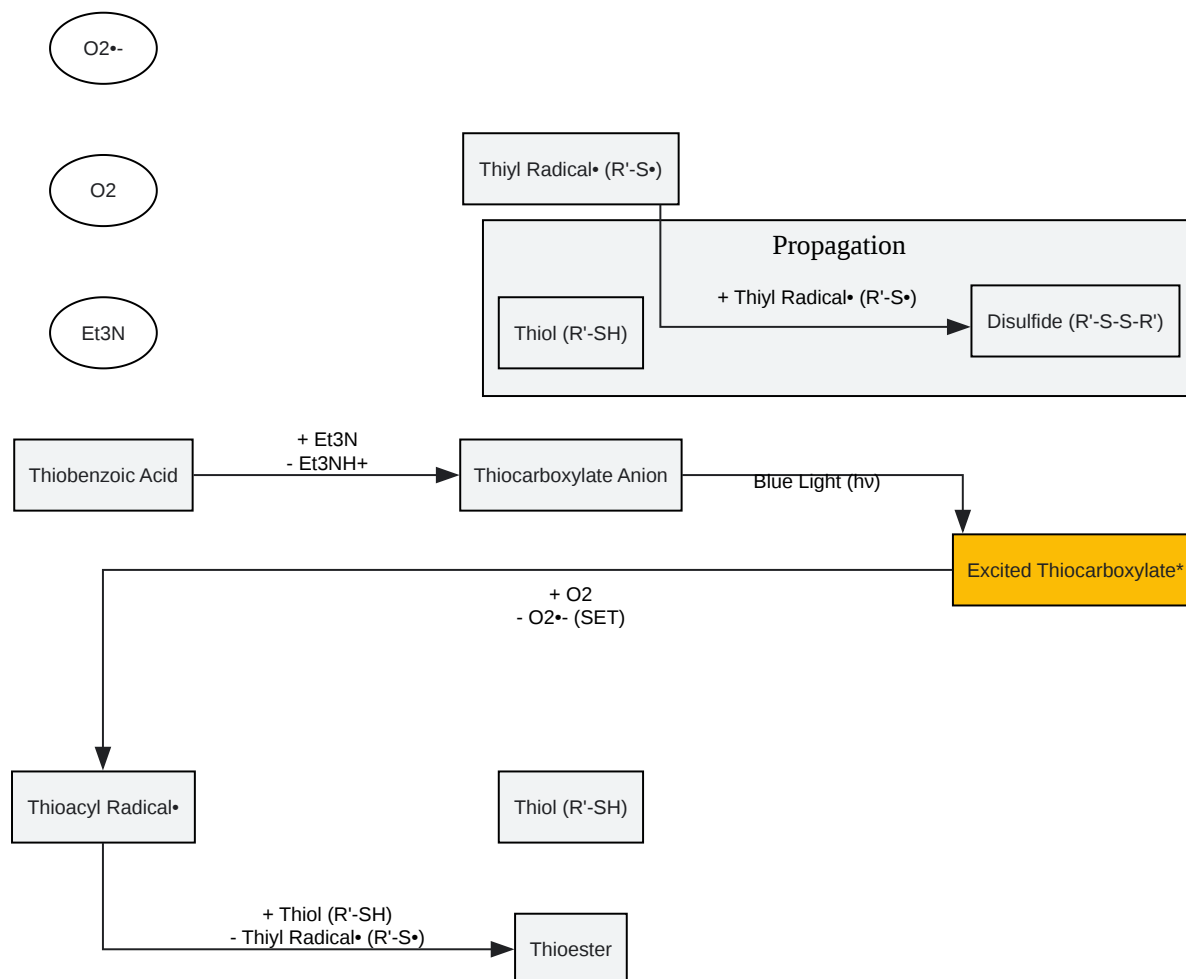 O2•-
O2
Thiyl Radical• (R'-S•)
Propagation
+ Thiyl Radical• (R'-S•)
Et3N
Thiol (R'-SH)
Disulfide (R'-S-S-R')
Thiobenzoic Acid
+ Et3N
- Et3NH+
Thiocarboxylate Anion
Blue Light (hν)
Excited Thiocarboxylate*
+ O2
- O2•- (SET)
Thioacyl Radical•
Thiol (R'-SH)
+ Thiol (R'-SH)
- Thiyl Radical• (R'-S•)
Thioester